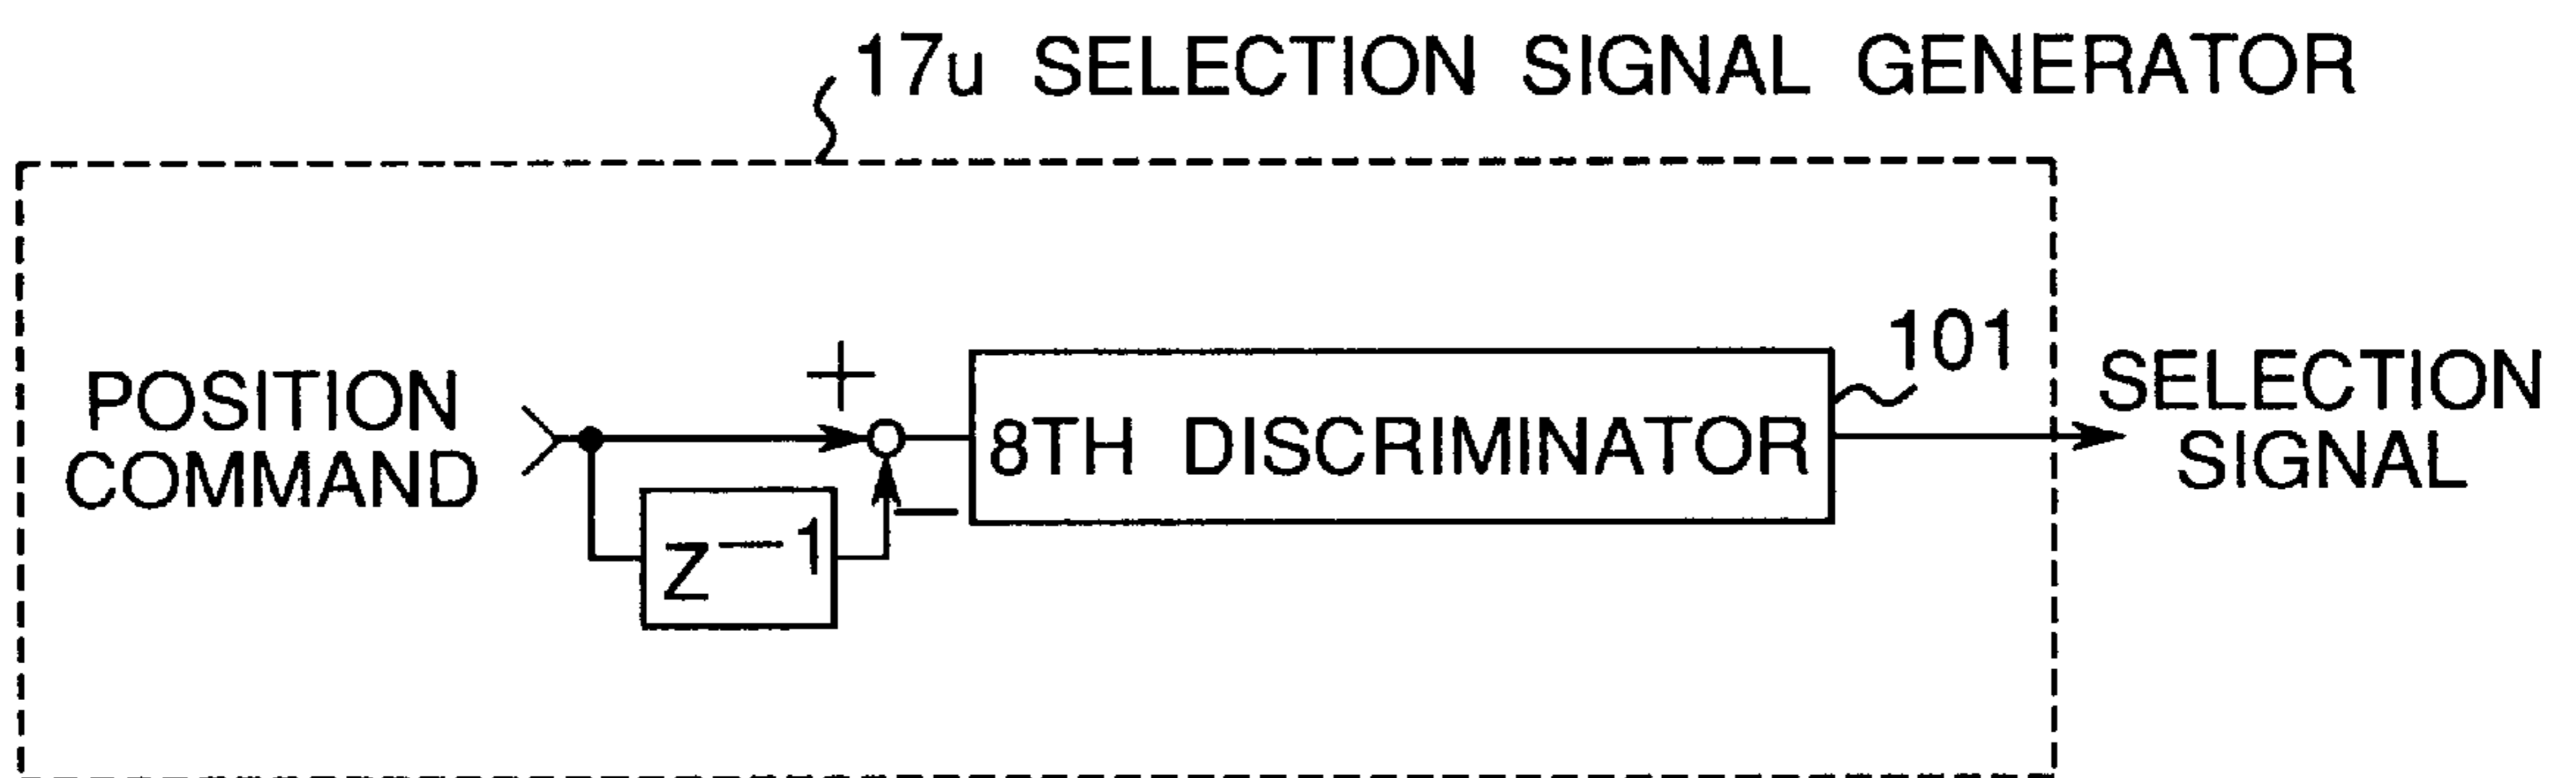 17u SELECTION SIGNAL GENERATOR
POSITION
COMMAND
+
Z⁻¹
−
8TH DISCRIMINATOR
101
SELECTION
SIGNAL